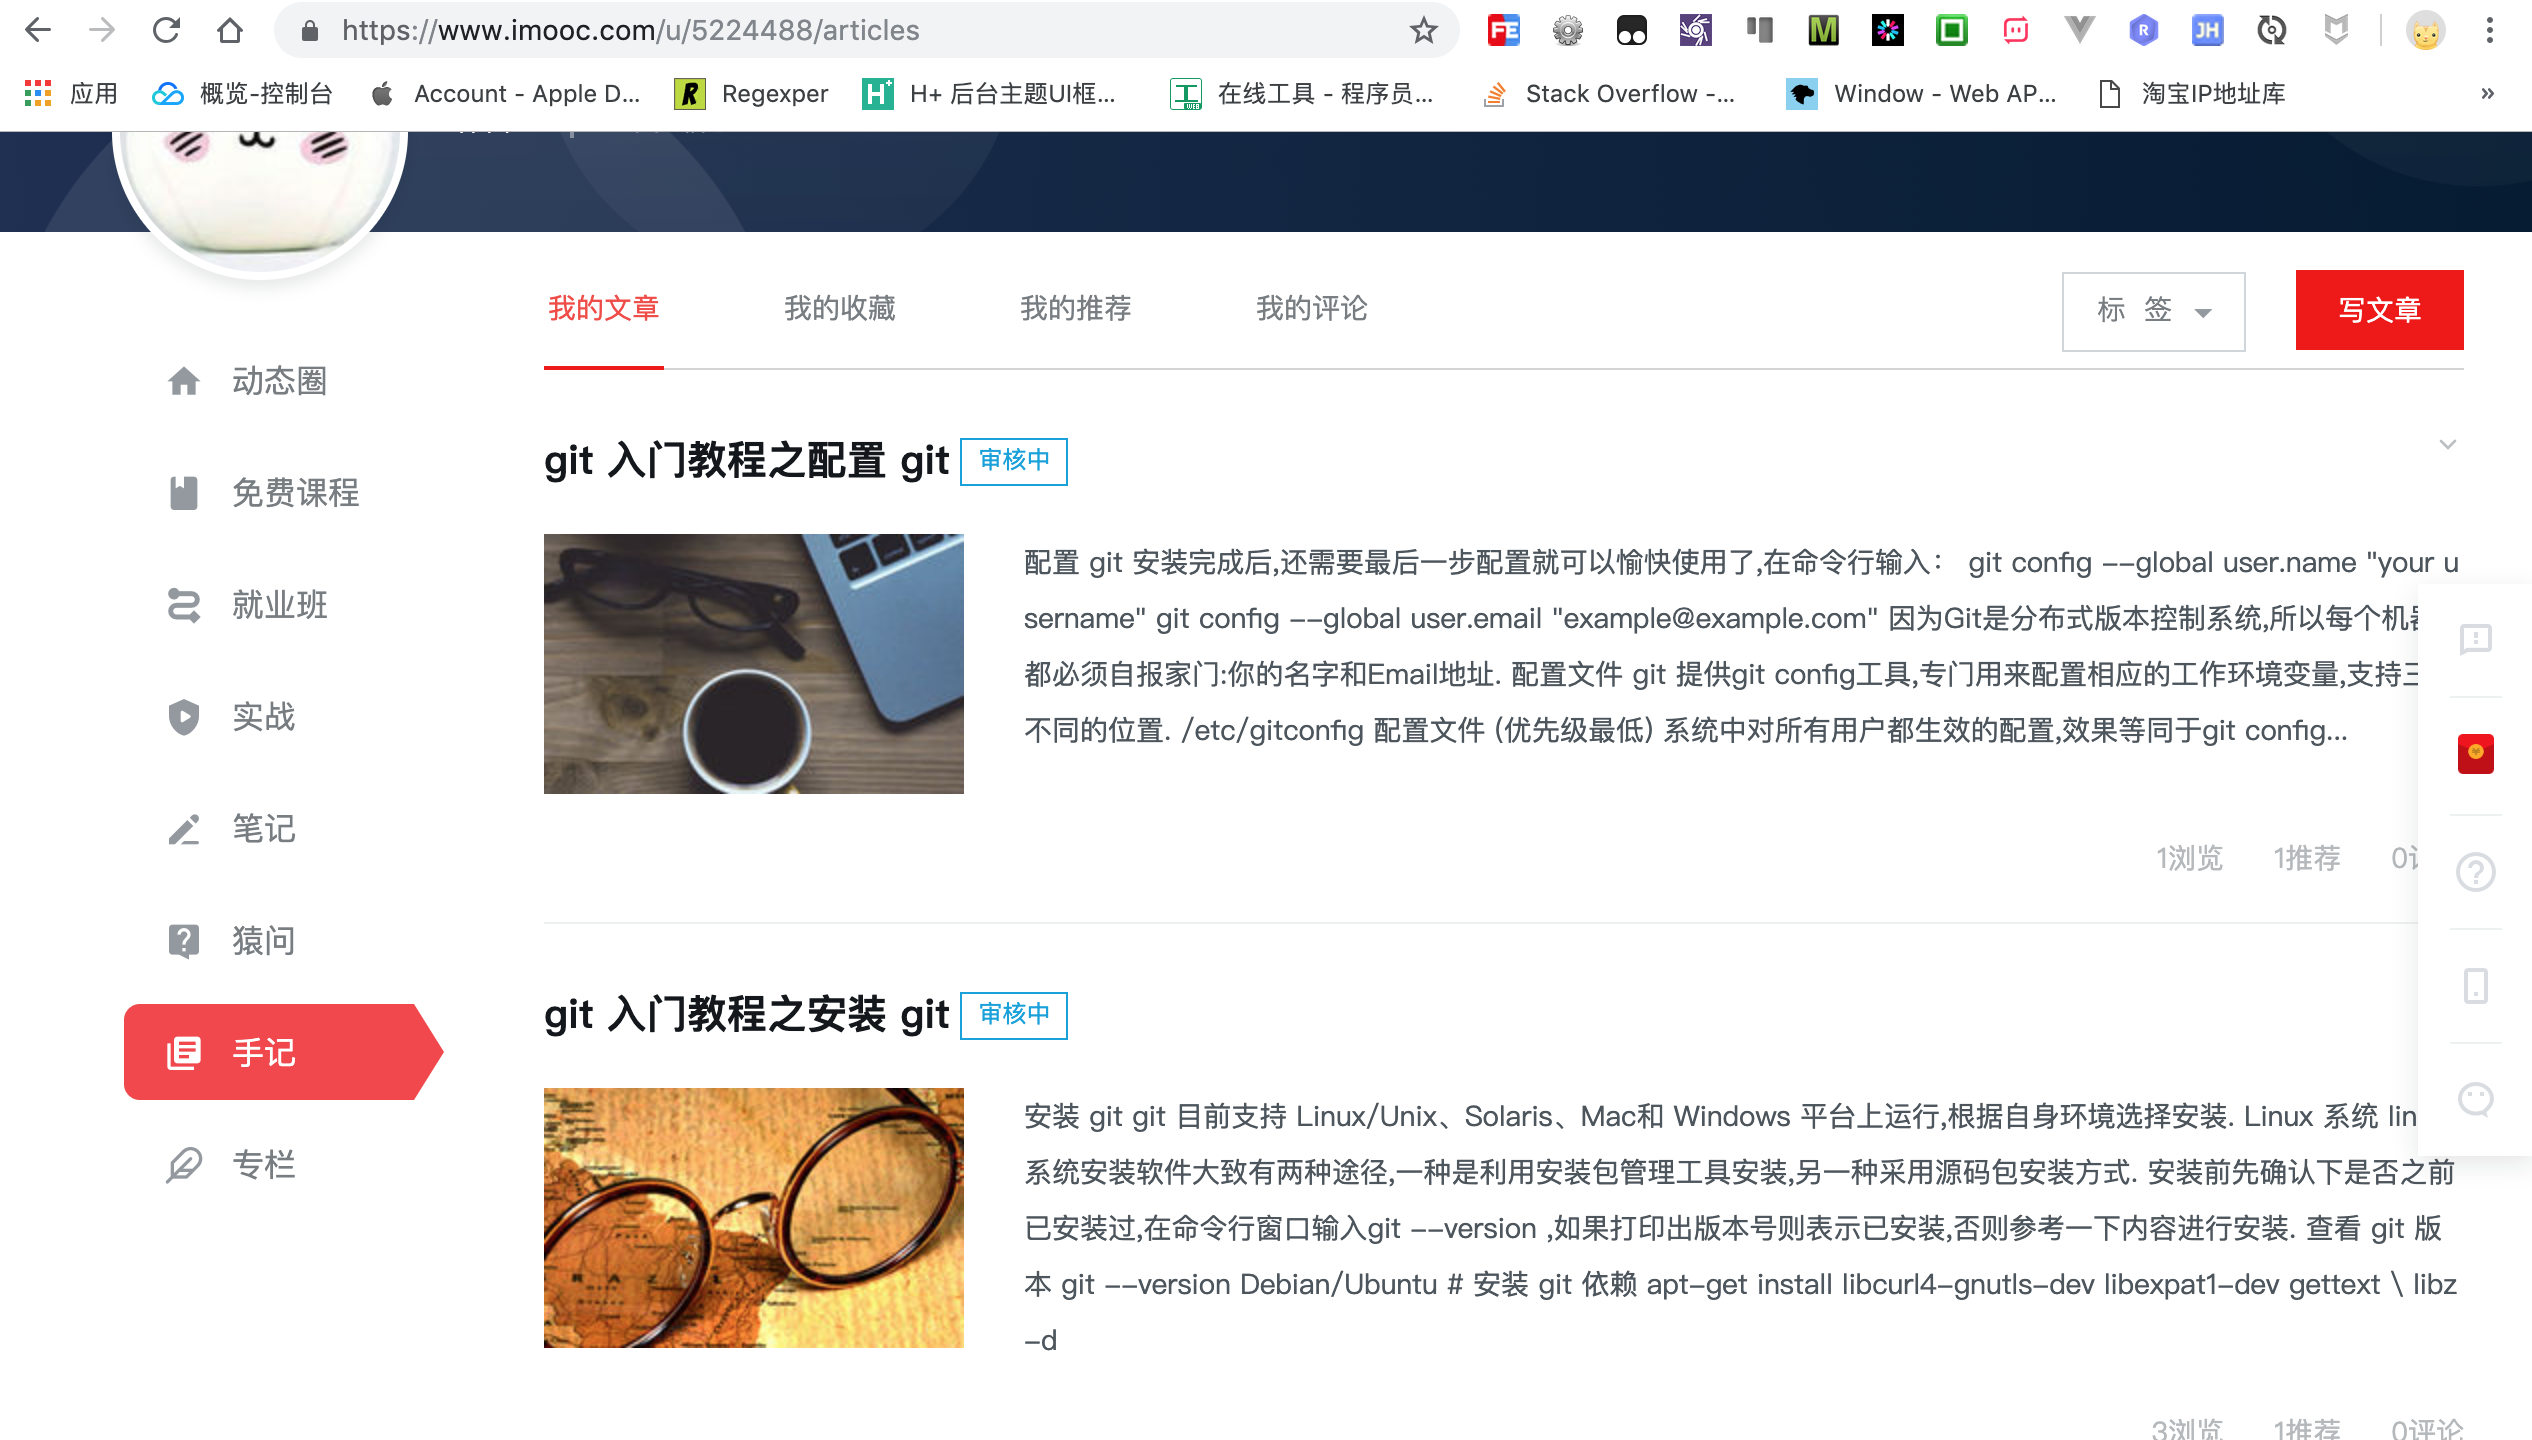 https://www.imooc.com/u/5224488/articles
应用 概览-控制台 Account - Apple D... Regexper H+ 后台主题UI框... 在线工具 - 程序员... Stack Overflow -... Window - Web AP... 淘宝IP地址库 »
我的文章 我的收藏 我的推荐 我的评论 标 签 写文章
动态圈
免费课程
就业班
实战
笔记
猿问
手记
专栏
git 入门教程之配置 git 审核中
配置 git 安装完成后,还需要最后一步配置就可以愉快使用了,在命令行输入： git config --global user.name "your u
sername" git config --global user.email "example@example.com" 因为Git是分布式版本控制系统,所以每个机
都必须自报家门:你的名字和Email地址. 配置文件 git 提供git config工具,专门用来配置相应的工作环境变量,支持三
不同的位置. /etc/gitconfig 配置文件 (优先级最低) 系统中对所有用户都生效的配置,效果等同于git config...
1浏览 1推荐 0
git 入门教程之安装 git 审核中
安装 git git 目前支持 Linux/Unix、Solaris、Mac和 Windows 平台上运行,根据自身环境选择安装. Linux 系统 lin
系统安装软件大致有两种途径,一种是利用安装包管理工具安装,另一种采用源码包安装方式. 安装前先确认下是否之前
已安装过,在命令行窗口输入git --version ,如果打印出版本号则表示已安装,否则参考一下内容进行安装. 查看 git 版
本 git --version Debian/Ubuntu # 安装 git 依赖 apt-get install libcurl4-gnutls-dev libexpat1-dev gettext \ libz
-d
3浏览 1推荐 0评论